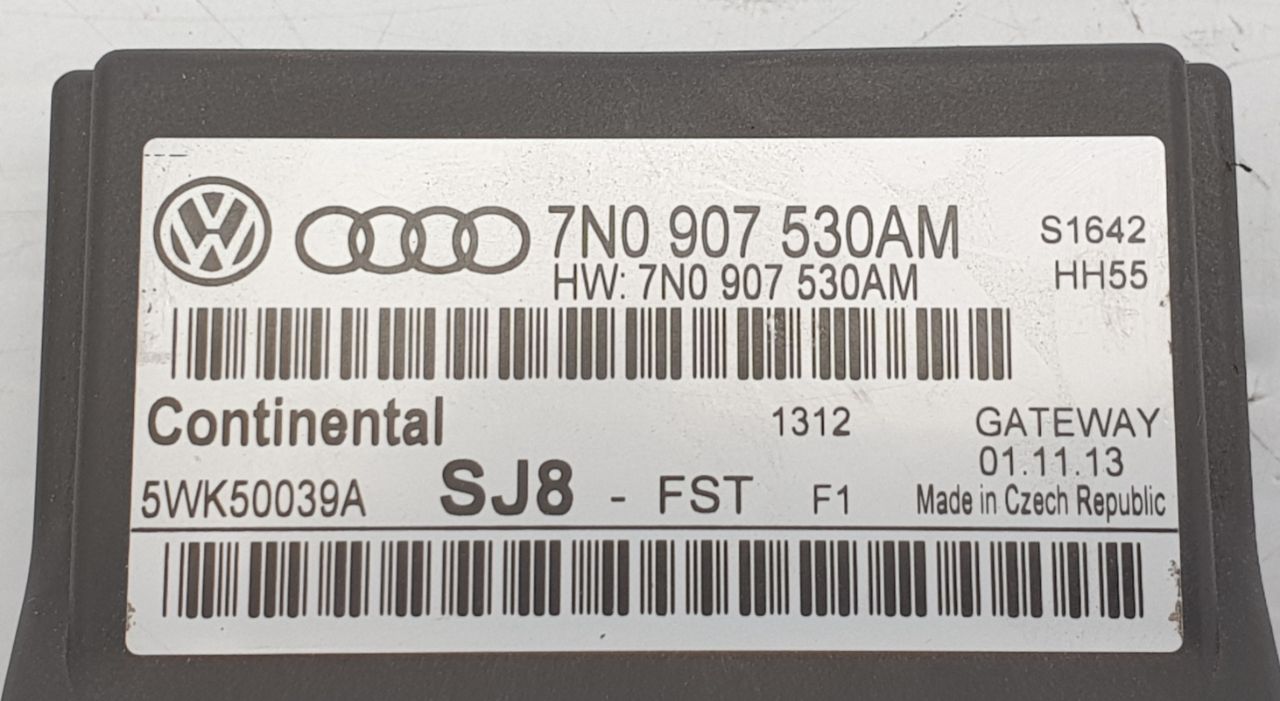 7N0 907 530AM S1642
HW: 7N0 907 530AM HH55
Continental 1312 GATEWAY
01.11.13
5WK50039A SJ8 - FST F1 Made in Czech Republic